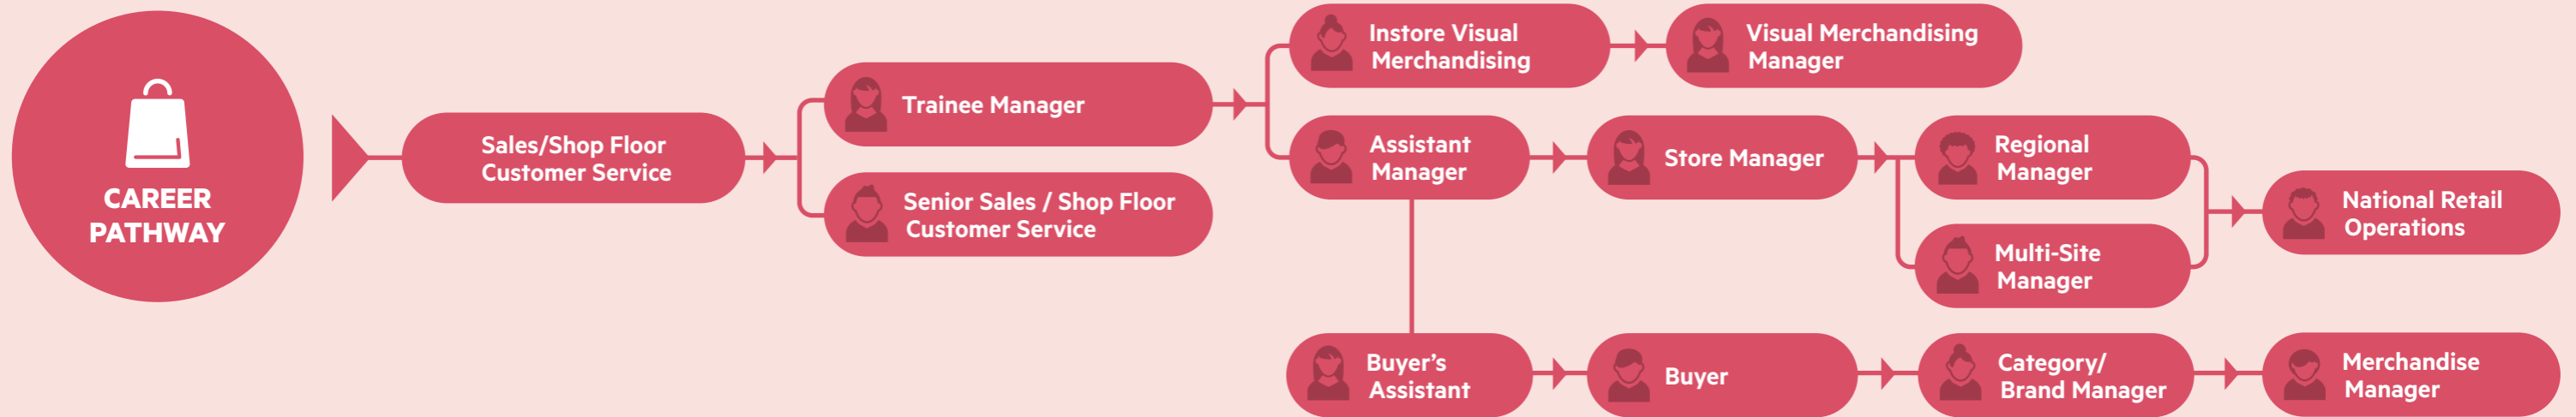 CAREER
PATHWAY
Sales/Shop Floor
Customer Service
Trainee Manager
Senior Sales / Shop Floor
Customer Service
Instore Visual
Merchandising
Visual Merchandising
Manager
Assistant
Manager
Store Manager
Regional
Manager
Multi-Site
Manager
National Retail
Operations
Buyer’s
Assistant
Buyer
Category/
Brand Manager
Merchandise
Manager